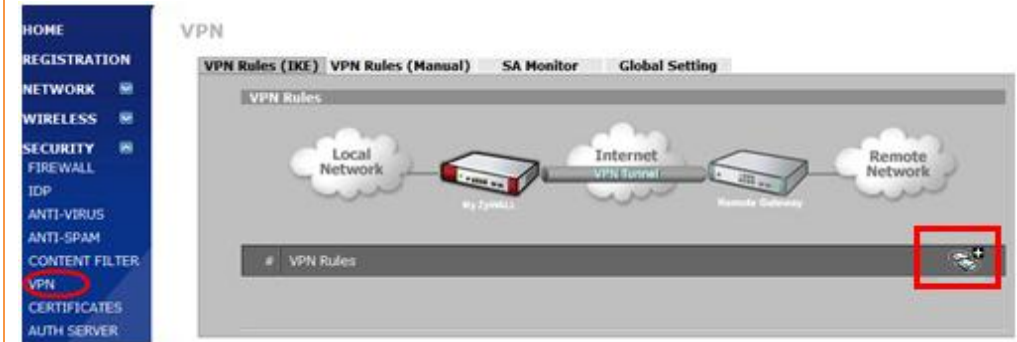 HOME
REGISTRATION
NETWORK
WIRELESS
SECURITY
FIREWALL
IDP
ANTI-VIRUS
ANTI-SPAM
CONTENT FILTER
VPN
CERTIFICATES
AUTH SERVER
VPN
VPN Rules (IKE) VPN Rules (Manual) SA Monitor Global Setting
VPN Rules
Local
Network
Internet
VPN Tunnel
Remote
Network
My ZyWALL
Remote Gateway
# VPN Rules